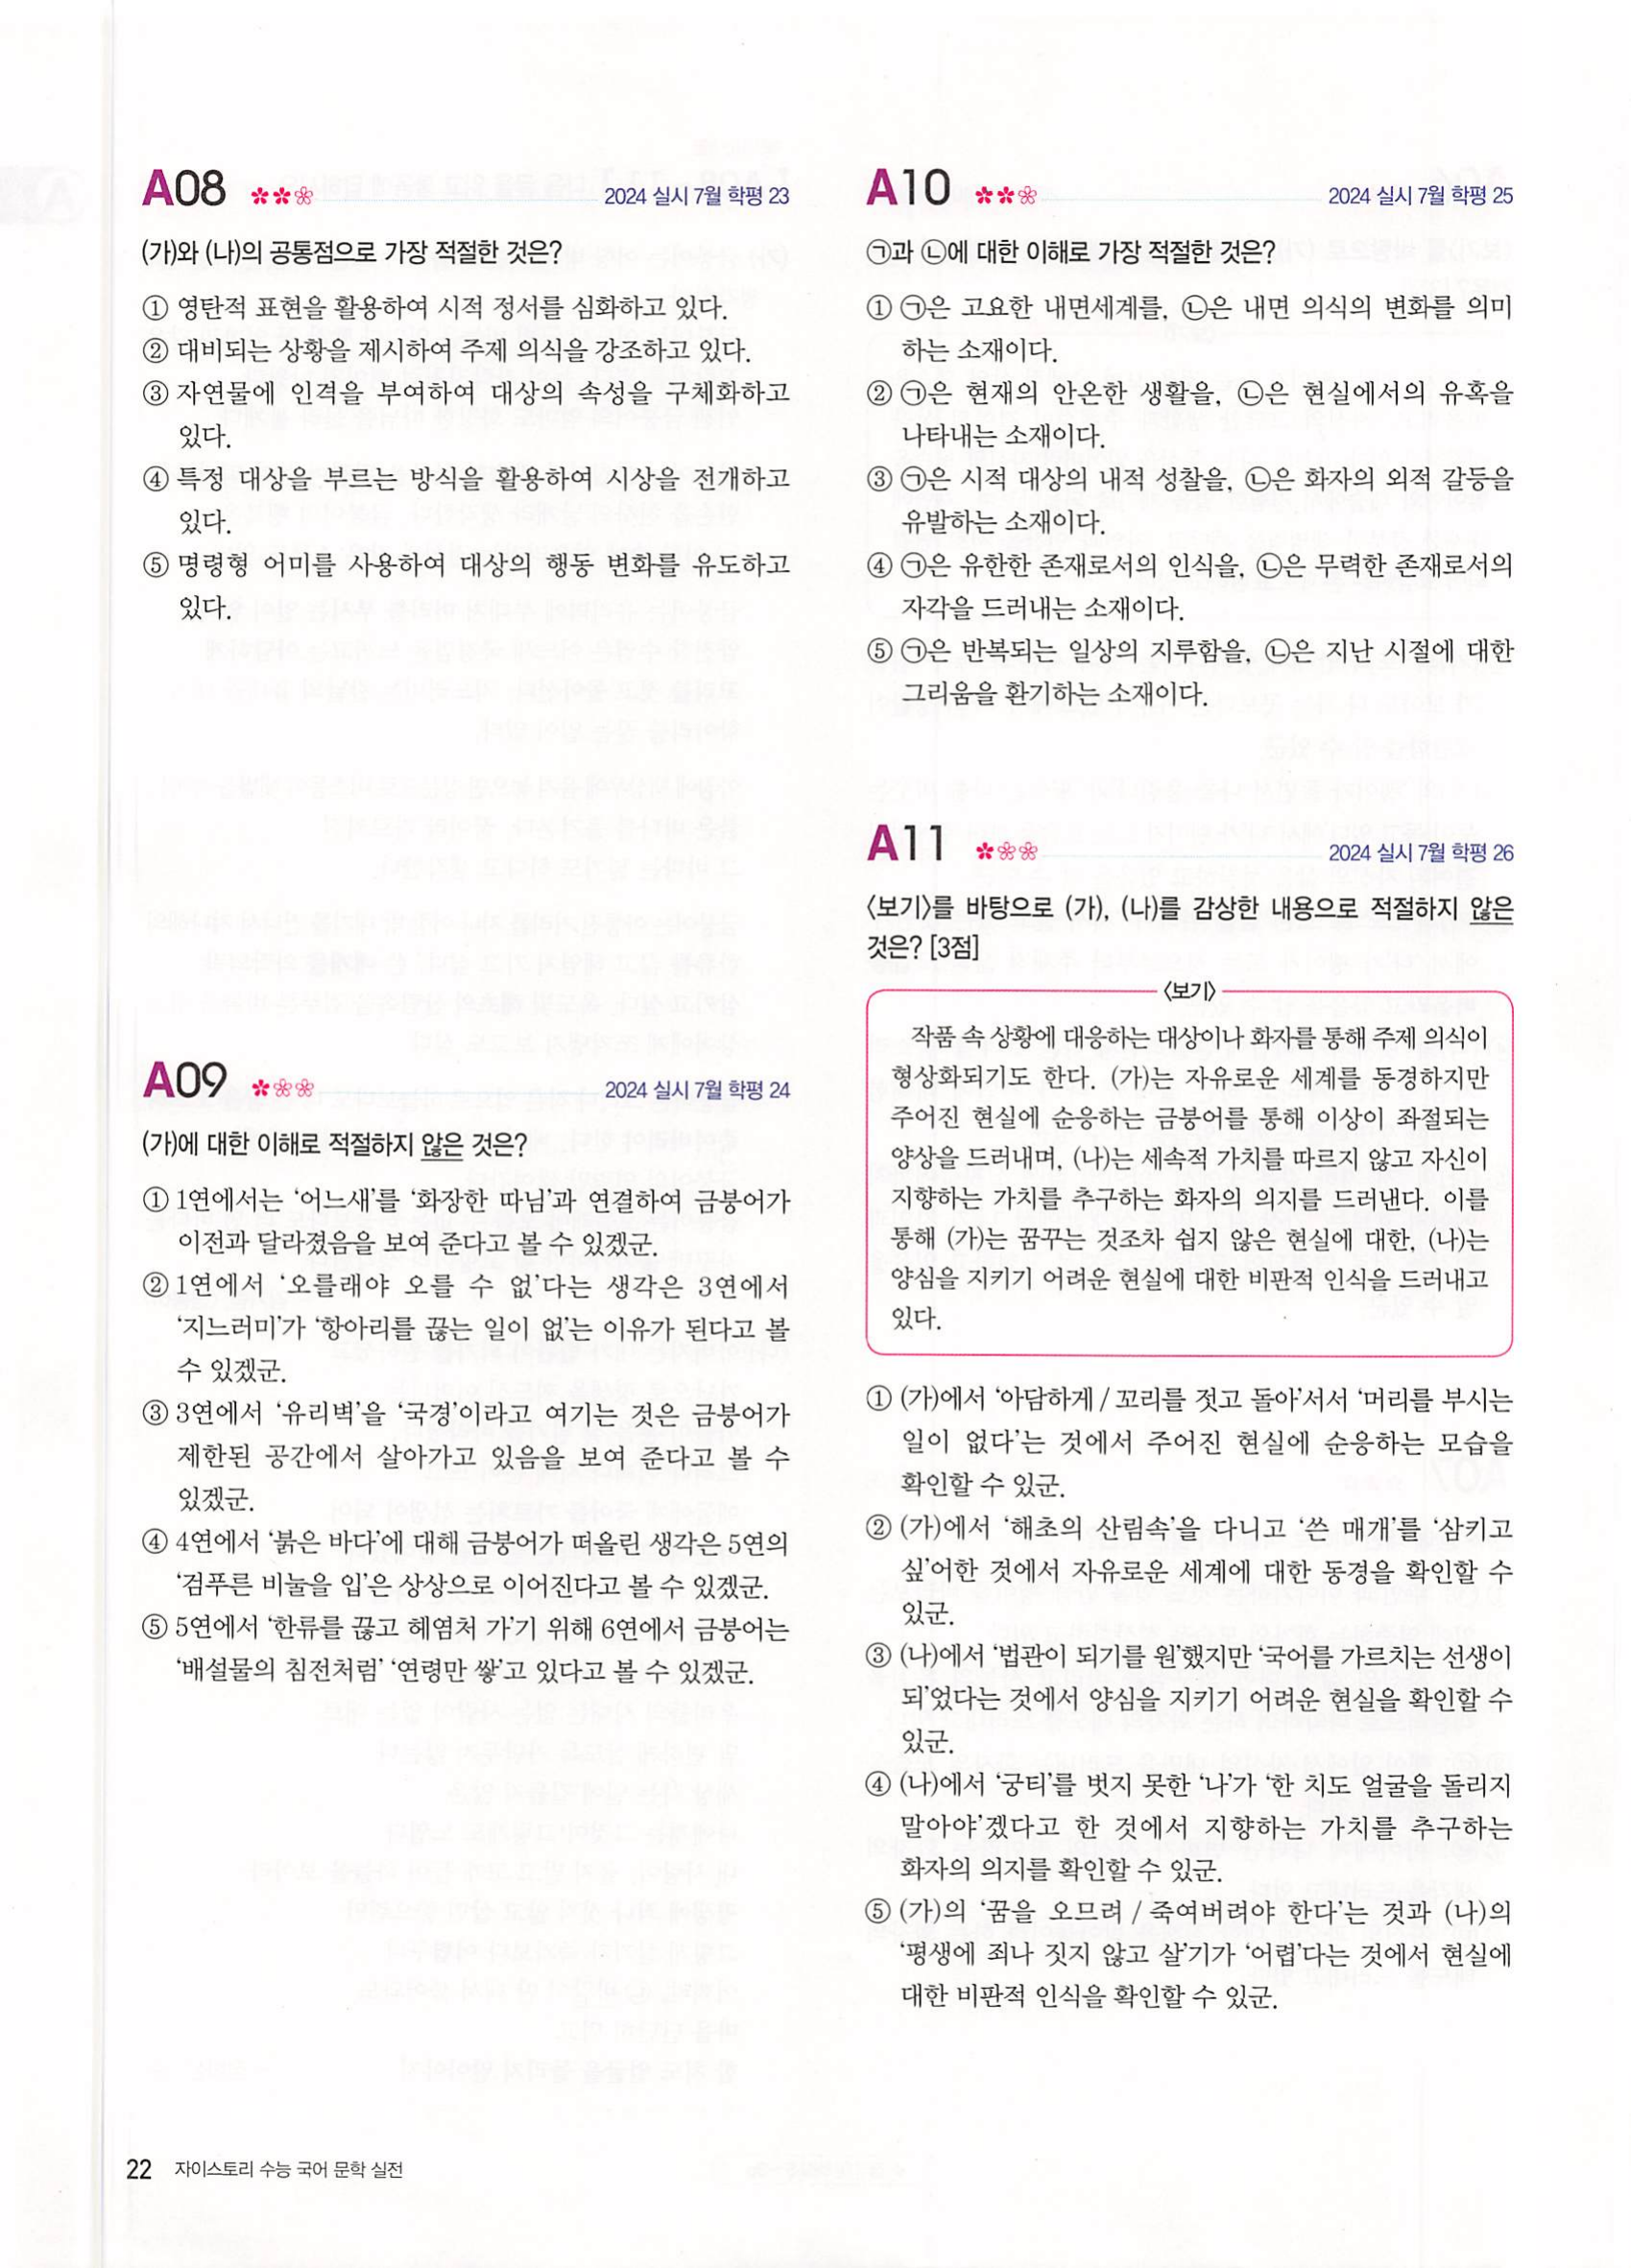 A08 2024 실시 7월 학평 23
(가)와 (나)의 공통점으로 가장 적절한 것은?
① 영탄적 표현을 활용하여 시적 정서를 심화하고 있다.
② 대비되는 상황을 제시하여 주제 의식을 강조하고 있다.
③ 자연물에 인격을 부여하여 대상의 속성을 구체화하고
있다.
④ 특정 대상을 부르는 방식을 활용하여 시상을 전개하고
있다.
⑤ 명령형 어미를 사용하여 대상의 행동 변화를 유도하고
있다.
A09 2024 실시 7월 학평 24
(가)에 대한 이해로 적절하지 않은 것은?
① 1연에서는 '어느새'를 '화장한 따님'과 연결하여 금붕어가
이전과 달라졌음을 보여 준다고 볼 수 있겠군.
② 1연에서 '오를래야 오를 수 없'다는 생각은 3연에서
'지느러미'가 '항아리를 끊는 일이 없'는 이유가 된다고 볼
수 있겠군.
③ 3연에서 '유리벽'을 '국경'이라고 여기는 것은 금붕어가
제한된 공간에서 살아가고 있음을 보여 준다고 볼 수
있겠군.
④ 4연에서 '붉은 바다'에 대해 금붕어가 떠올린 생각은 5연의
'검푸른 비늘을 입'은 상상으로 이어진다고 볼 수 있겠군.
⑤ 5연에서 '한류를 끊고 헤엄처 가'기 위해 6연에서 금붕어는
'배설물의 침전처럼' '연령만 쌓'고 있다고 볼 수 있겠군.
A10 2024 실시 7월 학평 25
㉠과 ㉡에 대한 이해로 가장 적절한 것은?
① ㉠은 고요한 내면세계를, ㉡은 내면 의식의 변화를 의미
하는 소재이다.
② ㉠은 현재의 안온한 생활을, ㉡은 현실에서의 유혹을
나타내는 소재이다.
③ ㉠은 시적 대상의 내적 성찰을, ㉡은 화자의 외적 갈등을
유발하는 소재이다.
④ ㉠은 유한한 존재로서의 인식을, ㉡은 무력한 존재로서의
자각을 드러내는 소재이다.
⑤ ㉠은 반복되는 일상의 지루함을, ㉡은 지난 시절에 대한
그리움을 환기하는 소재이다.
A11 2024 실시 7월 학평 26
〈보기〉를 바탕으로 (가), (나)를 감상한 내용으로 적절하지 않은
것은? [3점]
〈보기〉
작품 속 상황에 대응하는 대상이나 화자를 통해 주제 의식이
형상화되기도 한다. (가)는 자유로운 세계를 동경하지만
주어진 현실에 순응하는 금붕어를 통해 이상이 좌절되는
양상을 드러내며, (나)는 세속적 가치를 따르지 않고 자신이
지향하는 가치를 추구하는 화자의 의지를 드러낸다. 이를
통해 (가)는 꿈꾸는 것조차 쉽지 않은 현실에 대한, (나)는
양심을 지키기 어려운 현실에 대한 비판적 인식을 드러내고
있다.
① (가)에서 '아담하게 / 꼬리를 젓고 돌아'서서 '머리를 부시는
일이 없다'는 것에서 주어진 현실에 순응하는 모습을
확인할 수 있군.
② (가)에서 '해초의 산림속'을 다니고 '쓴 매개'를 '삼키고
싶'어한 것에서 자유로운 세계에 대한 동경을 확인할 수
있군.
③ (나)에서 '법관이 되기를 원'했지만 '국어를 가르치는 선생이
되'었다는 것에서 양심을 지키기 어려운 현실을 확인할 수
있군.
④ (나)에서 '궁티'를 벗지 못한 '나'가 '한 치도 얼굴을 돌리지
말아야'겠다고 한 것에서 지향하는 가치를 추구하는
화자의 의지를 확인할 수 있군.
⑤ (가)의 '꿈을 오므려 / 죽여버려야 한다'는 것과 (나)의
'평생에 죄나 짓지 않고 살'기가 '어렵'다는 것에서 현실에
대한 비판적 인식을 확인할 수 있군.
22 자이스토리 수능 국어 문학 실전